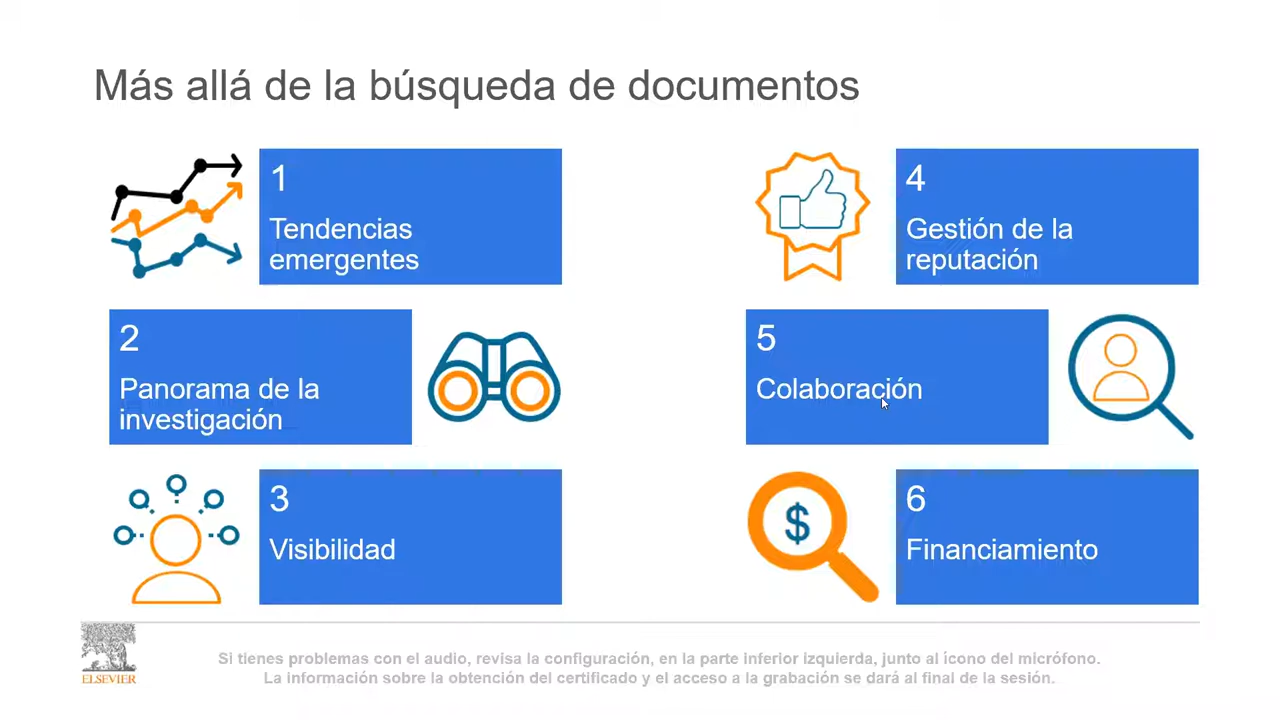 Más allá de la búsqueda de documentos
1
Tendencias
emergentes
2
Panorama de la
investigación
3
Visibilidad
4
Gestión de la
reputación
5
Colaboración
$
6
Financiamiento
ELSEVIER
Si tienes problemas con el audio, revisa la configuración, en la parte inferior izquierda, junto al ícono del micrófono.
La información sobre la obtención del certificado y el acceso a la grabación se dará al final de la sesión.